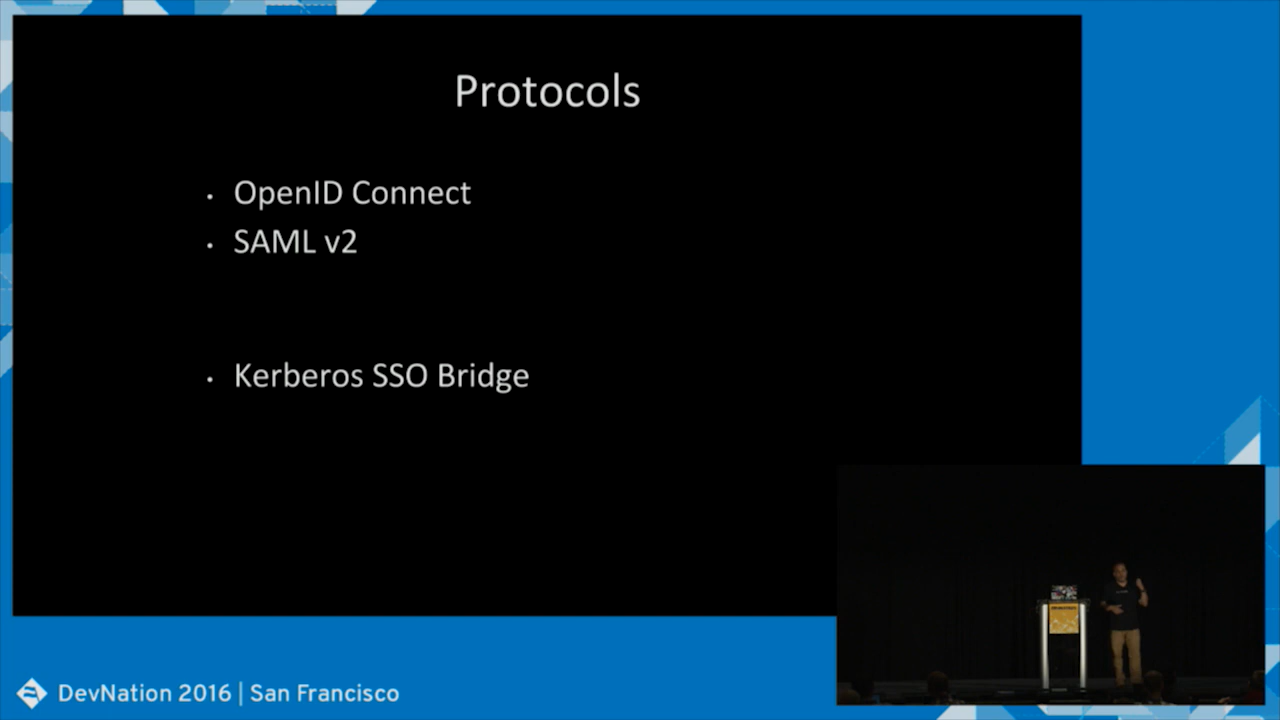 Protocols
• OpenID Connect
• SAML v2
• Kerberos SSO Bridge
DevNation 2016 | San Francisco